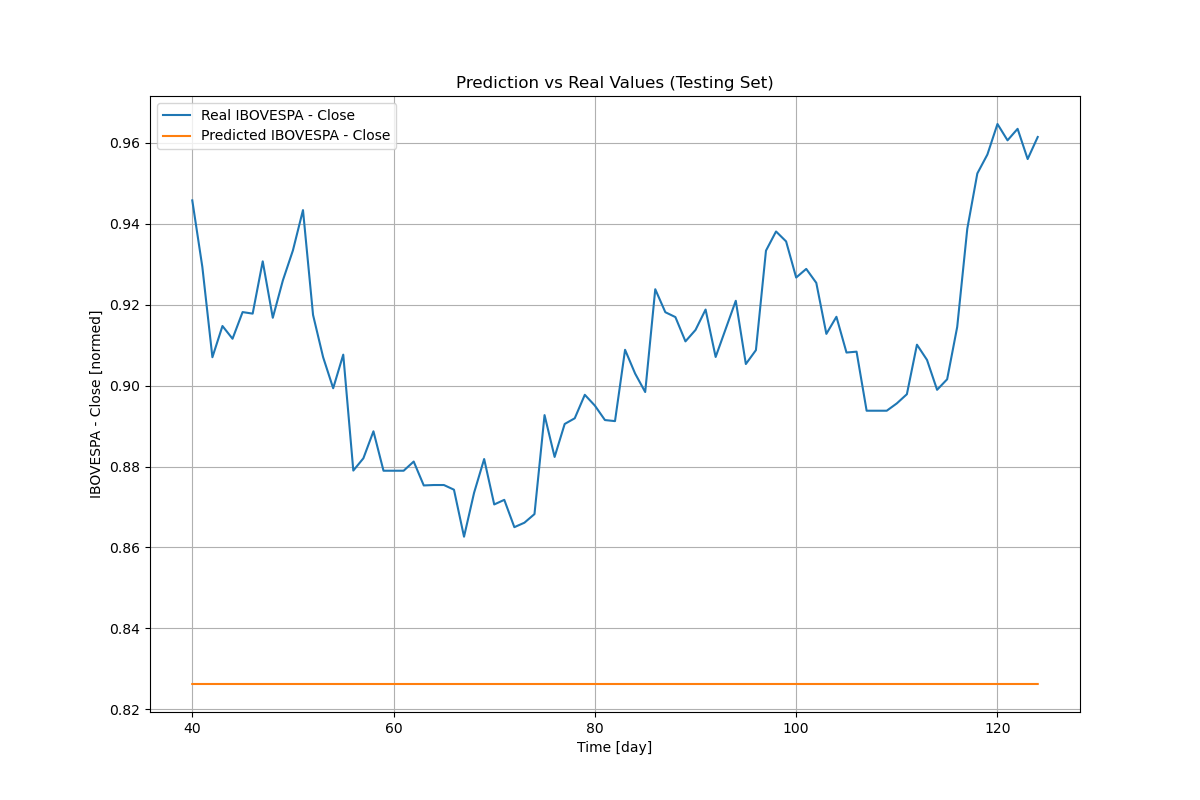 Prediction vs Real Values (Testing Set)
Real IBOVESPA - Close
Predicted IBOVESPA - Close
IBOVESPA - Close [normed]
0.96
0.94
0.92
0.90
0.88
0.86
0.84
0.82
40 60 80 100 120
Time [day]